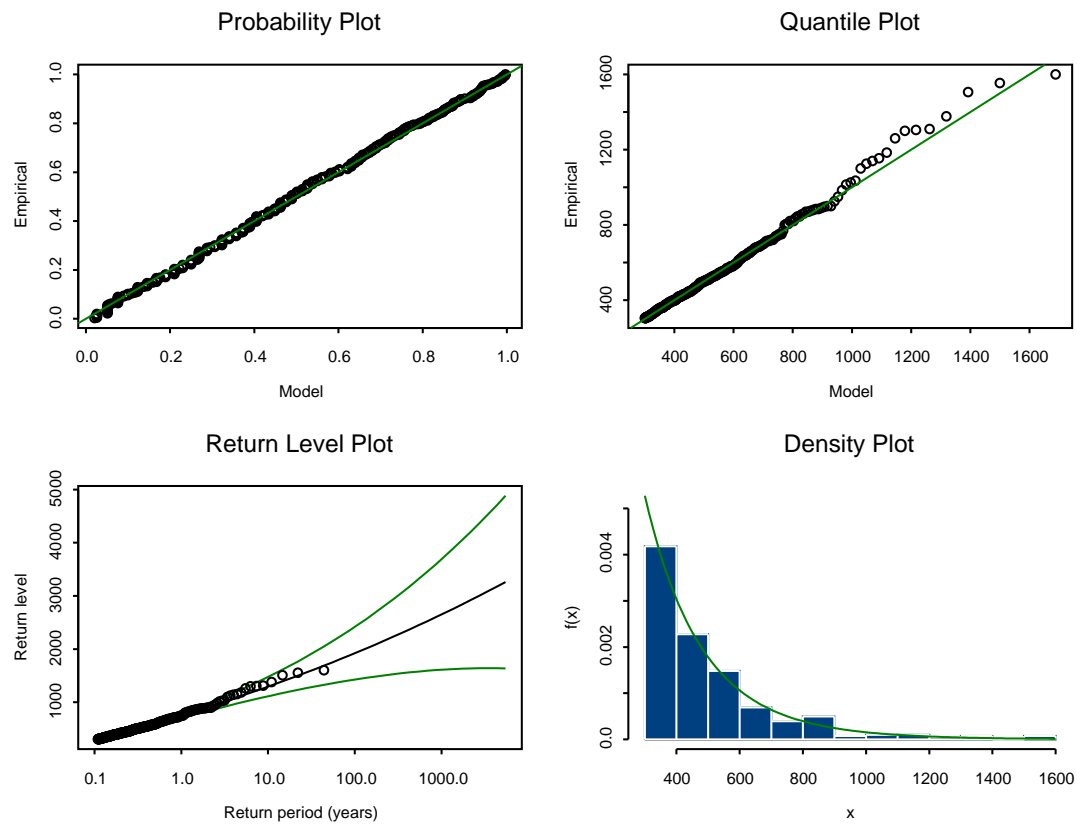 Probability Plot
Empirical
0.0 0.2 0.4 0.6 0.8 1.0
0.0 0.2 0.4 0.6 0.8 1.0
Model
Quantile Plot
Empirical
400 800 1200 1600
400 600 800 1000 1200 1400 1600
Model
Return Level Plot
Return level
1000 2000 3000 4000 5000
0.1 1.0 10.0 100.0 1000.0
Return period (years)
Density Plot
f(x)
0.0 0.002 0.004
400 600 800 1000 1200 1400 1600
x